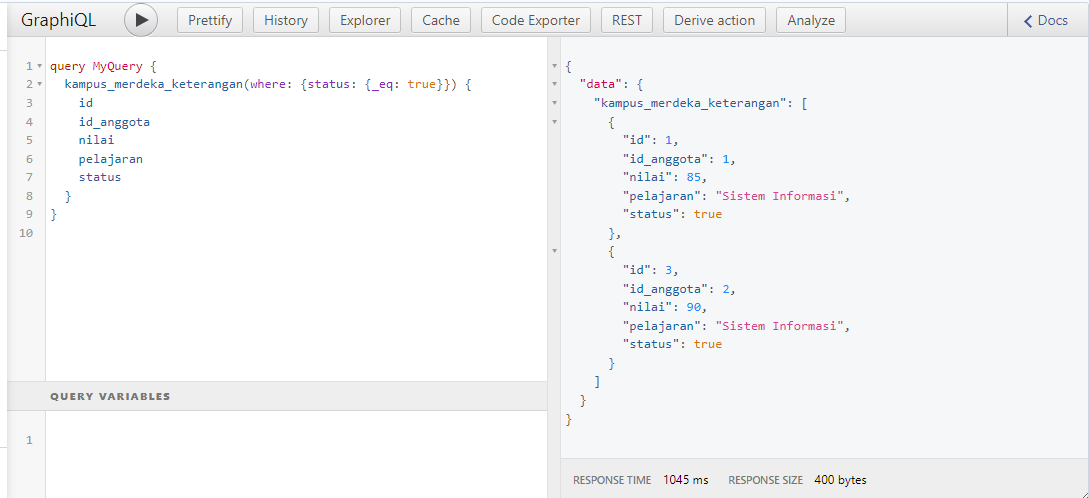 GraphiQL Prettify History Explorer Cache Code Exporter REST Derive action Analyze Docs
1 query MyQuery {
2 kampus_merdeka_keterangan(where: {status: {_eq: true}}) {
3 id
4 id_anggota
5 nilai
6 pelajaran
7 status
8 }
9 }
10
QUERY VARIABLES
1
{
"data": {
"kampus_merdeka_keterangan": [
{
"id": 1,
"id_anggota": 1,
"nilai": 85,
"pelajaran": "Sistem Informasi",
"status": true
},
{
"id": 3,
"id_anggota": 2,
"nilai": 90,
"pelajaran": "Sistem Informasi",
"status": true
}
]
}
}
RESPONSE TIME 1045 ms RESPONSE SIZE 400 bytes